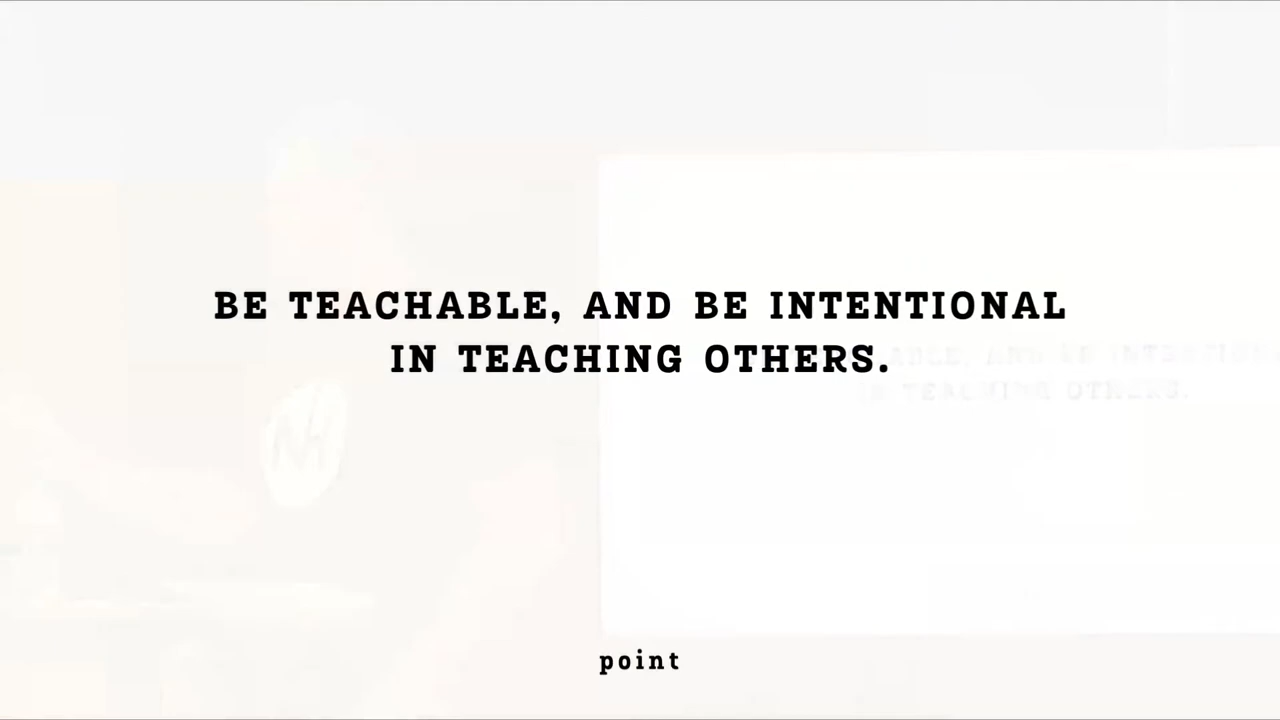 BE TEACHABLE, AND BE INTENTIONAL
IN TEACHING OTHERS.
point